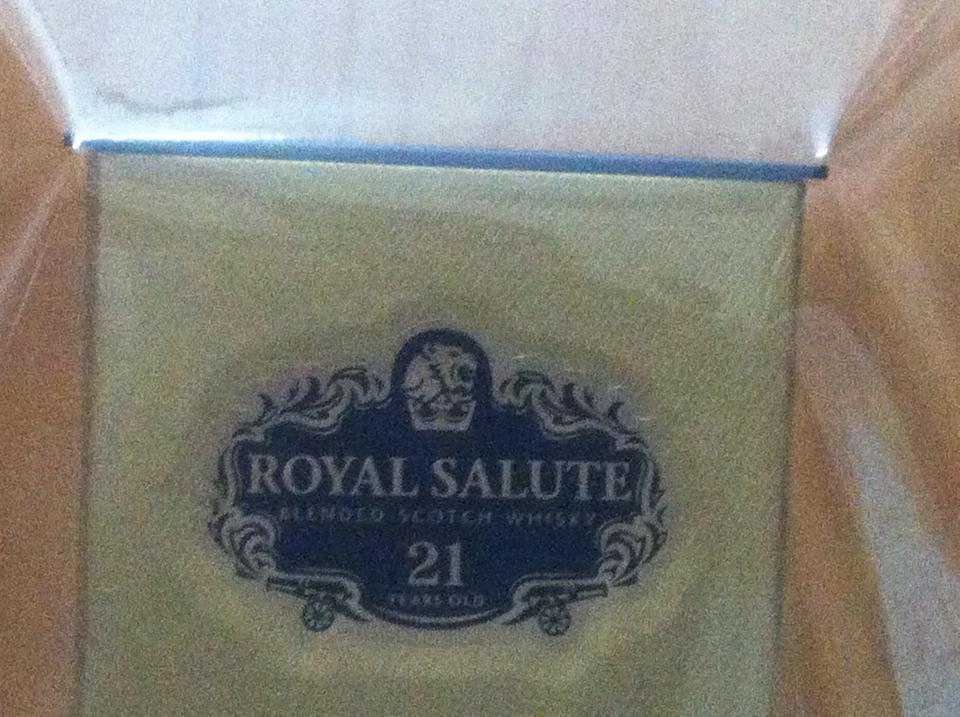 ROYAL SALUTE
BLENDED SCOTCH WHISKY
21
YEARS OLD